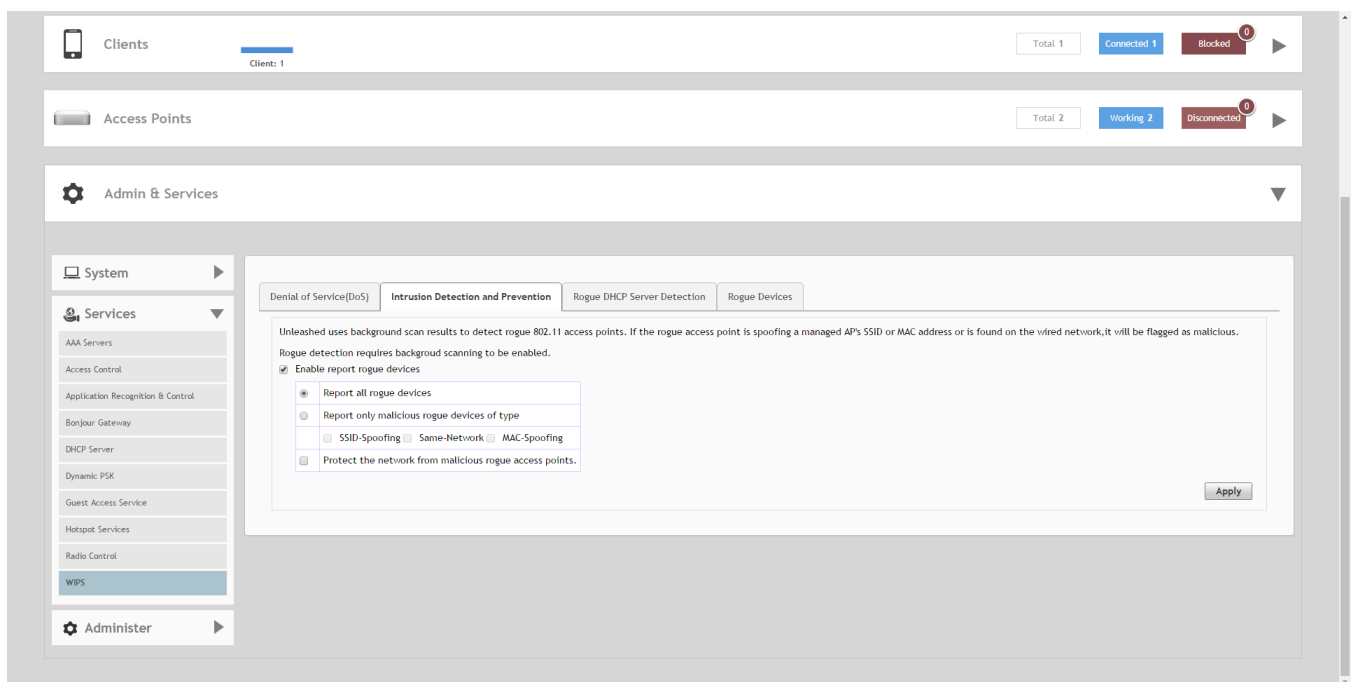 Clients
Client: 1
Total 1
Connected 1
Blocked
0
Access Points
Total 2
Working 2
Disconnected
0
Admin & Services
System
Services
AAA Servers
Access Control
Application Recognition & Control
Bonjour Gateway
DHCP Server
Dynamic PSK
Guest Access Service
Hotspot Services
Radio Control
WIPS
Administer
Denial of Service(DoS)
Intrusion Detection and Prevention
Rogue DHCP Server Detection
Rogue Devices
Unleashed uses background scan results to detect rogue 802.11 access points. If the rogue access point is spoofing a managed AP's SSID or MAC address or is found on the wired network,it will be flagged as malicious.
Rogue detection requires backgroud scanning to be enabled.
Enable report rogue devices
Report all rogue devices
Report only malicious rogue devices of type
SSID-Spoofing Same-Network MAC-Spoofing
Protect the network from malicious rogue access points.
Apply